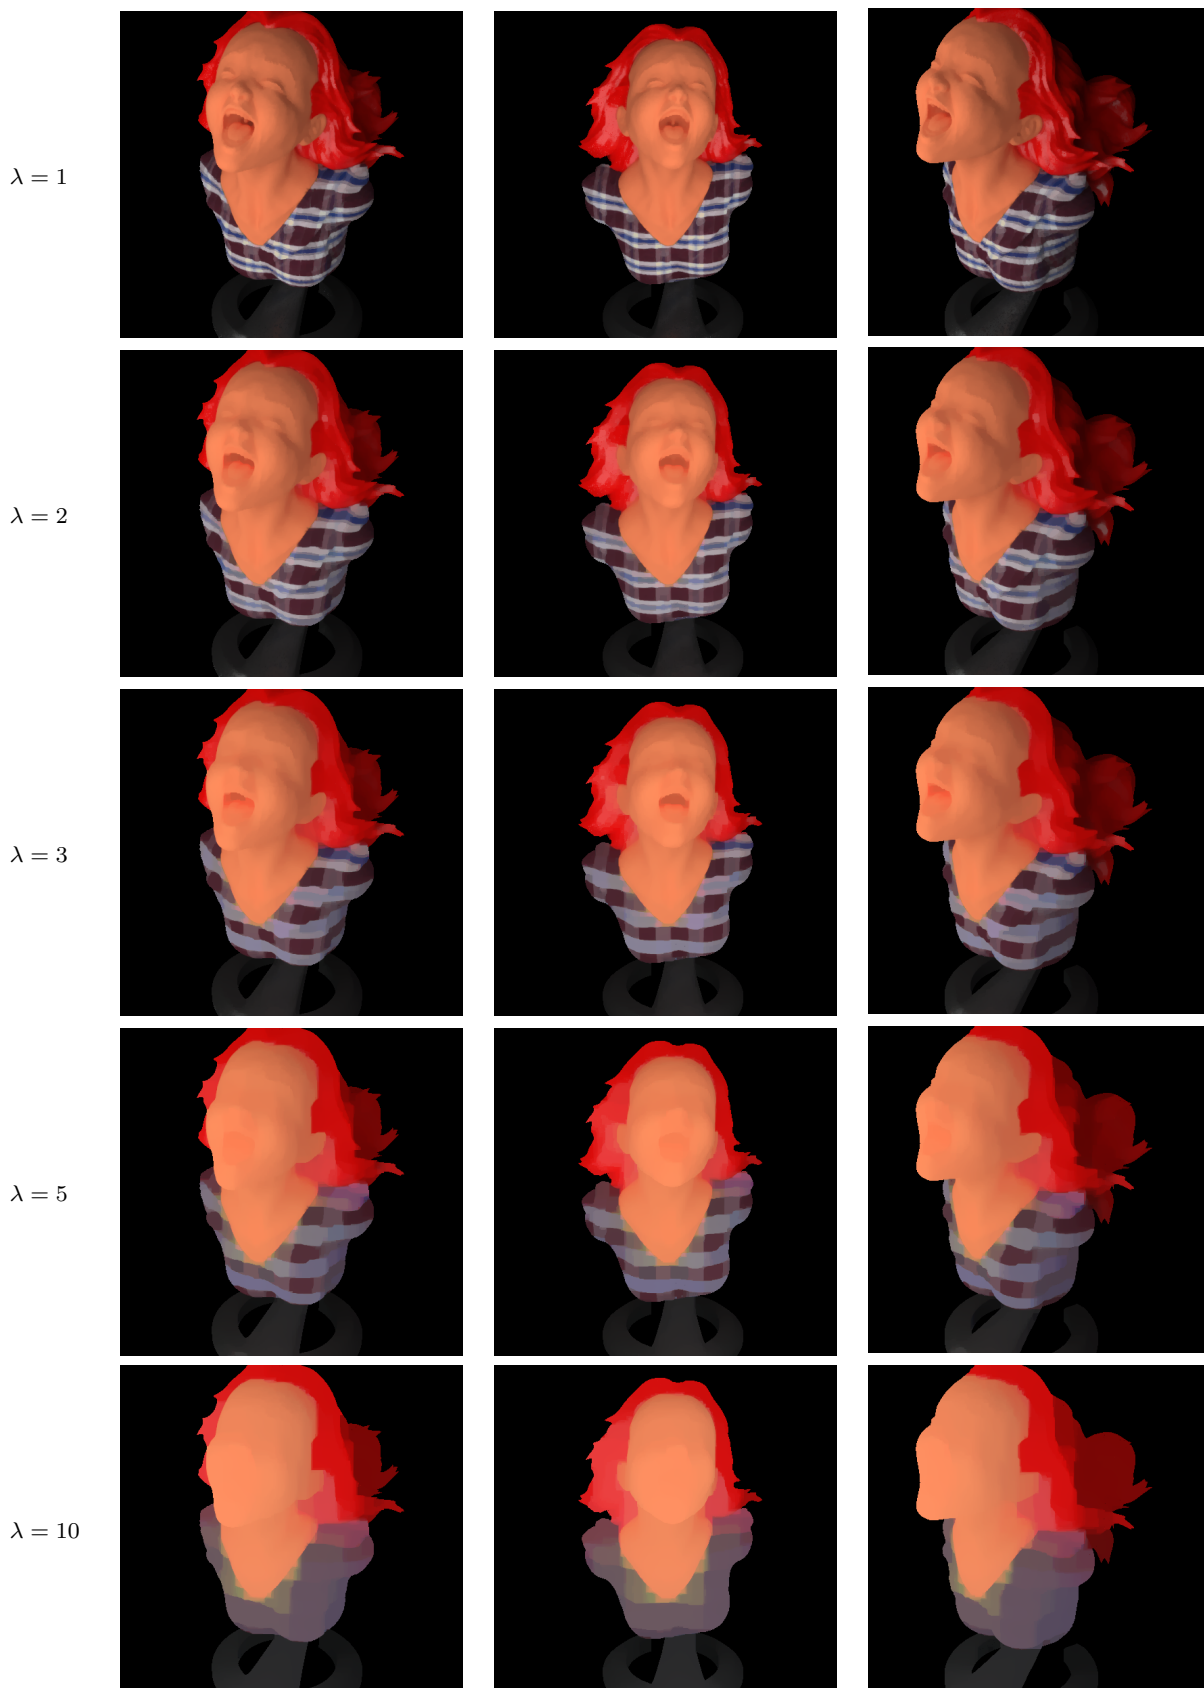 λ = 1
λ = 2
λ = 3
λ = 5
λ = 10